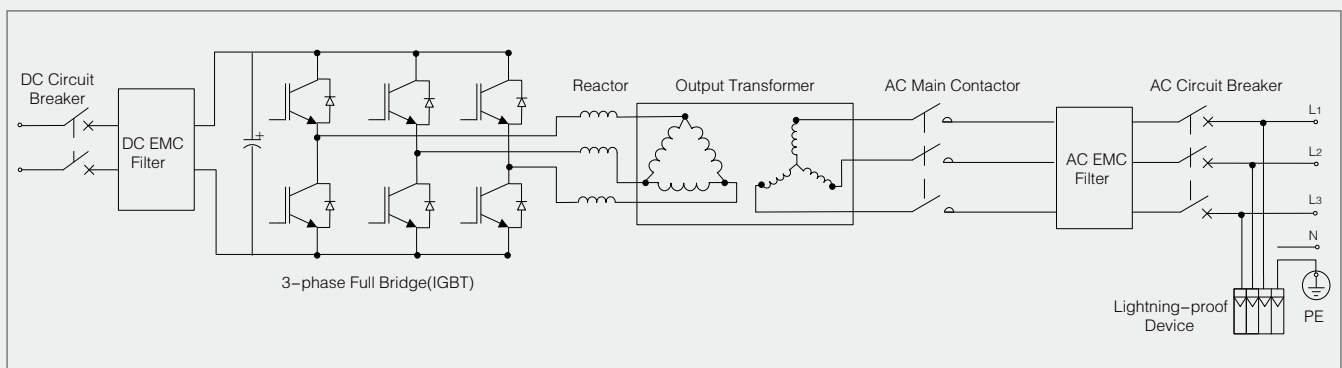 DC Circuit
Breaker
DC EMC
Filter
+
3-phase Full Bridge(IGBT)
Reactor
Output Transformer
AC Main Contactor
AC EMC
Filter
AC Circuit Breaker
L1
L2
L3
N
PE
Lightning-proof
Device